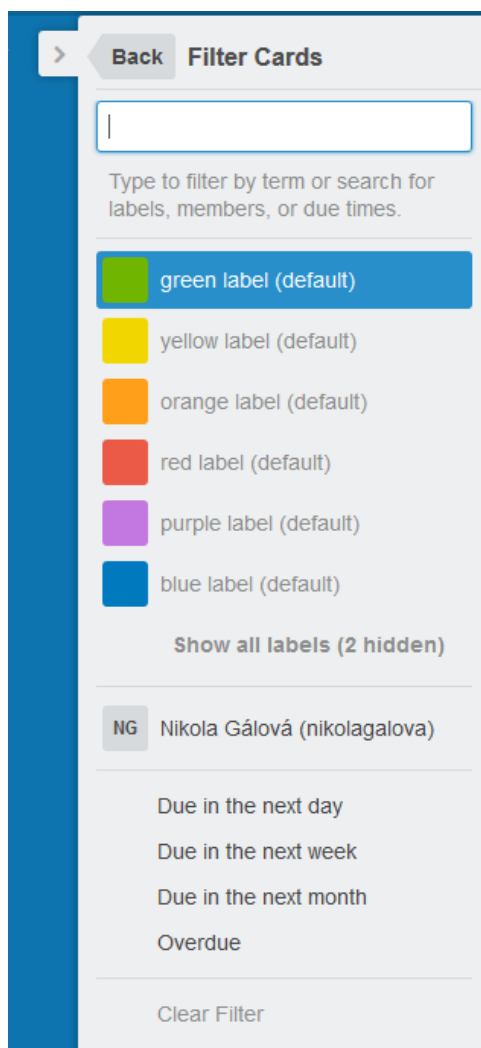 Back Filter Cards
Type to filter by term or search for
labels, members, or due times.
green label (default)
yellow label (default)
orange label (default)
red label (default)
purple label (default)
blue label (default)
Show all labels (2 hidden)
NG Nikola Gálová (nikolagalova)
Due in the next day
Due in the next week
Due in the next month
Overdue
Clear Filter